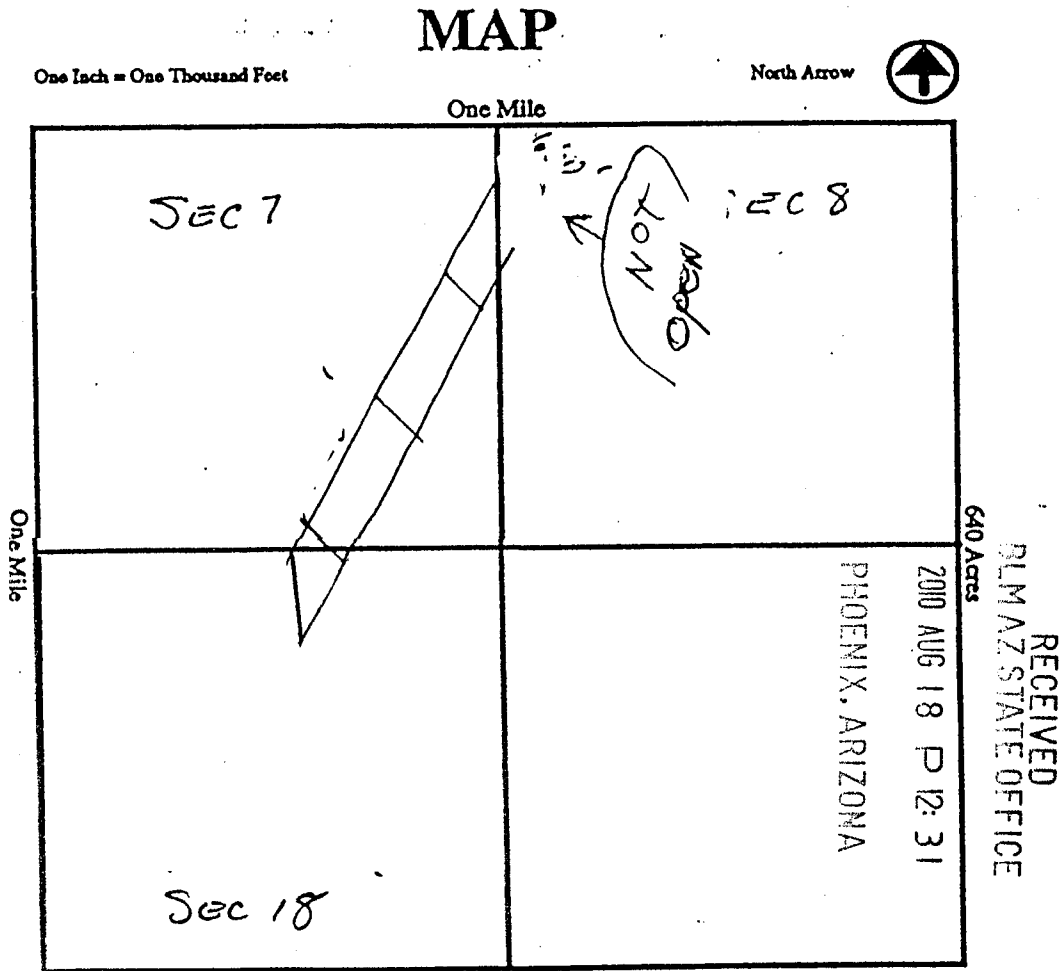 MAP
One Inch = One Thousand Feet
North Arrow
One Mile
SEC 7
NOT
OPEN
EC 8
One Mile
640 Acres
RECEIVED
BLM AZ STATE OFFICE
2010 AUG 18 P 12:31
PHOENIX, ARIZONA
SEC 18